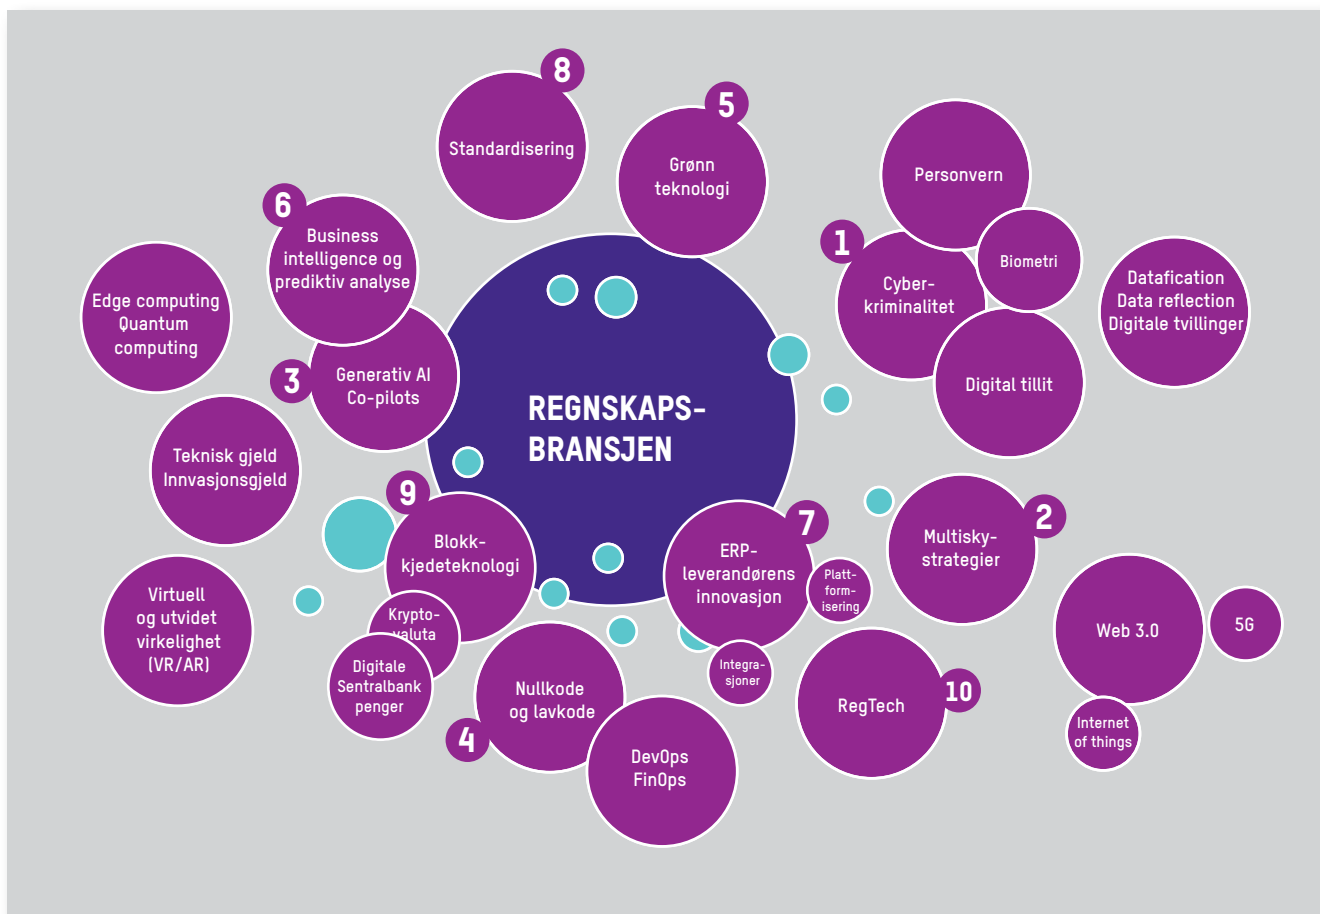 8
Standardisering
5
Grønn
teknologi
Personvern
6
Business
intelligence og
prediktiv analyse
1
Cyber-
kriminalitet
Biometri
Datafication
Data reflection
Digitale tvillinger
Edge computing
Quantum
computing
3
Generativ AI
Co-pilots
Digital tillit
REGNSKAPS-
BRANSJEN
Teknisk gjeld
Innvasjonsgjeld
9
Blokk-
kjedeteknologi
7
ERP-
leverandørens
innovasjon
Platt-
form-
isering
2
Multisky-
strategier
Virtuell
og utvidet
virkelighet
(VR/AR)
Krypto-
valuta
Digitale
Sentralbank
penger
Web 3.0
5G
Integra-
sjoner
4
Nullkode
og lavkode
RegTech
10
Internet
of things
DevOps
FinOps